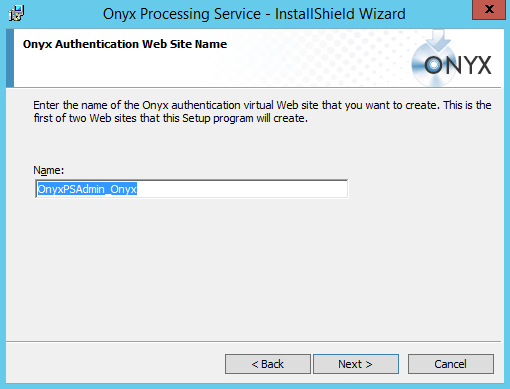 Onyx Processing Service - InstallShield Wizard
x
Onyx Authentication Web Site Name
ONYX
Enter the name of the Onyx authentication virtual Web site that you want to create. This is the
first of two Web sites that this Setup program will create.
Name:
OnyxPSAdmin_Onyx
< Back
Next >
Cancel